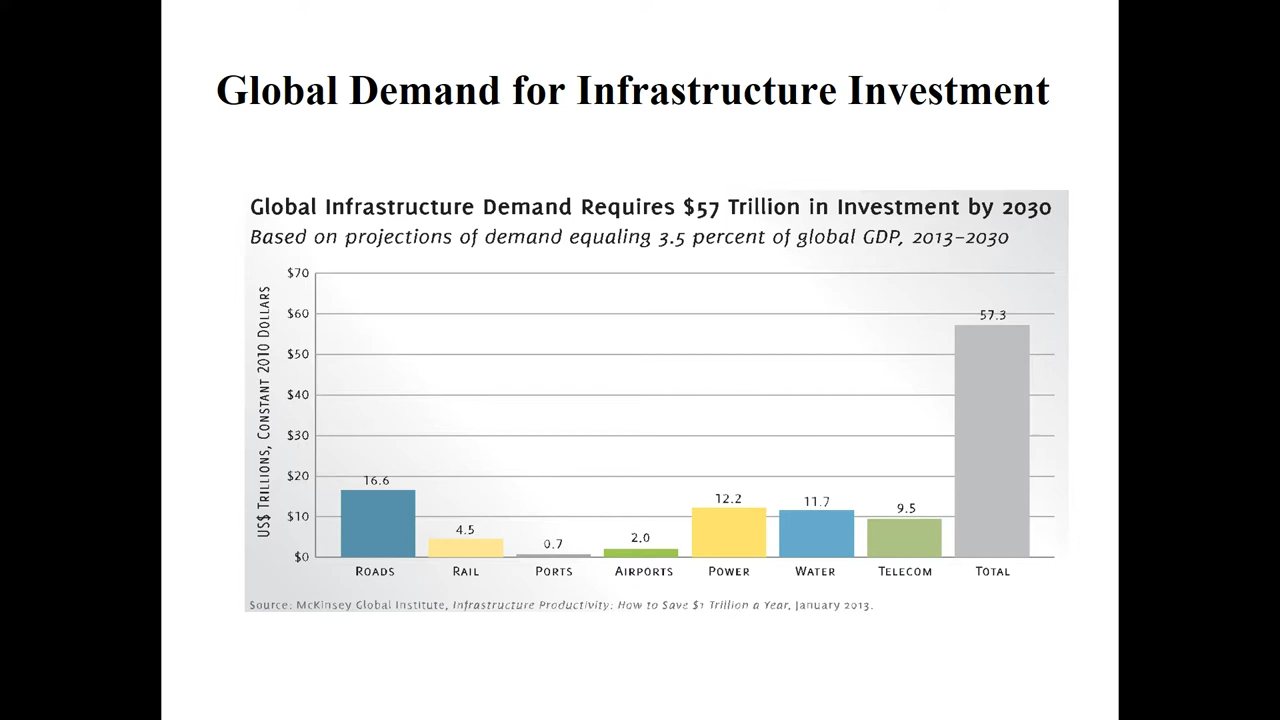 Global Demand for Infrastructure Investment
Global Infrastructure Demand Requires $57 Trillion in Investment by 2030
Based on projections of demand equaling 3.5 percent of global GDP, 2013–2030
US$ Trillions, Constant 2010 Dollars
$70
$60
$50
$40
$30
$20
$10
$0
16.6
4.5
0.7
2.0
12.2
11.7
9.5
57.3
Roads
Rail
Ports
Airports
Power
Water
Telecom
Total
Source: McKinsey Global Institute, Infrastructure Productivity: How to Save $1 Trillion a Year, January 2013.